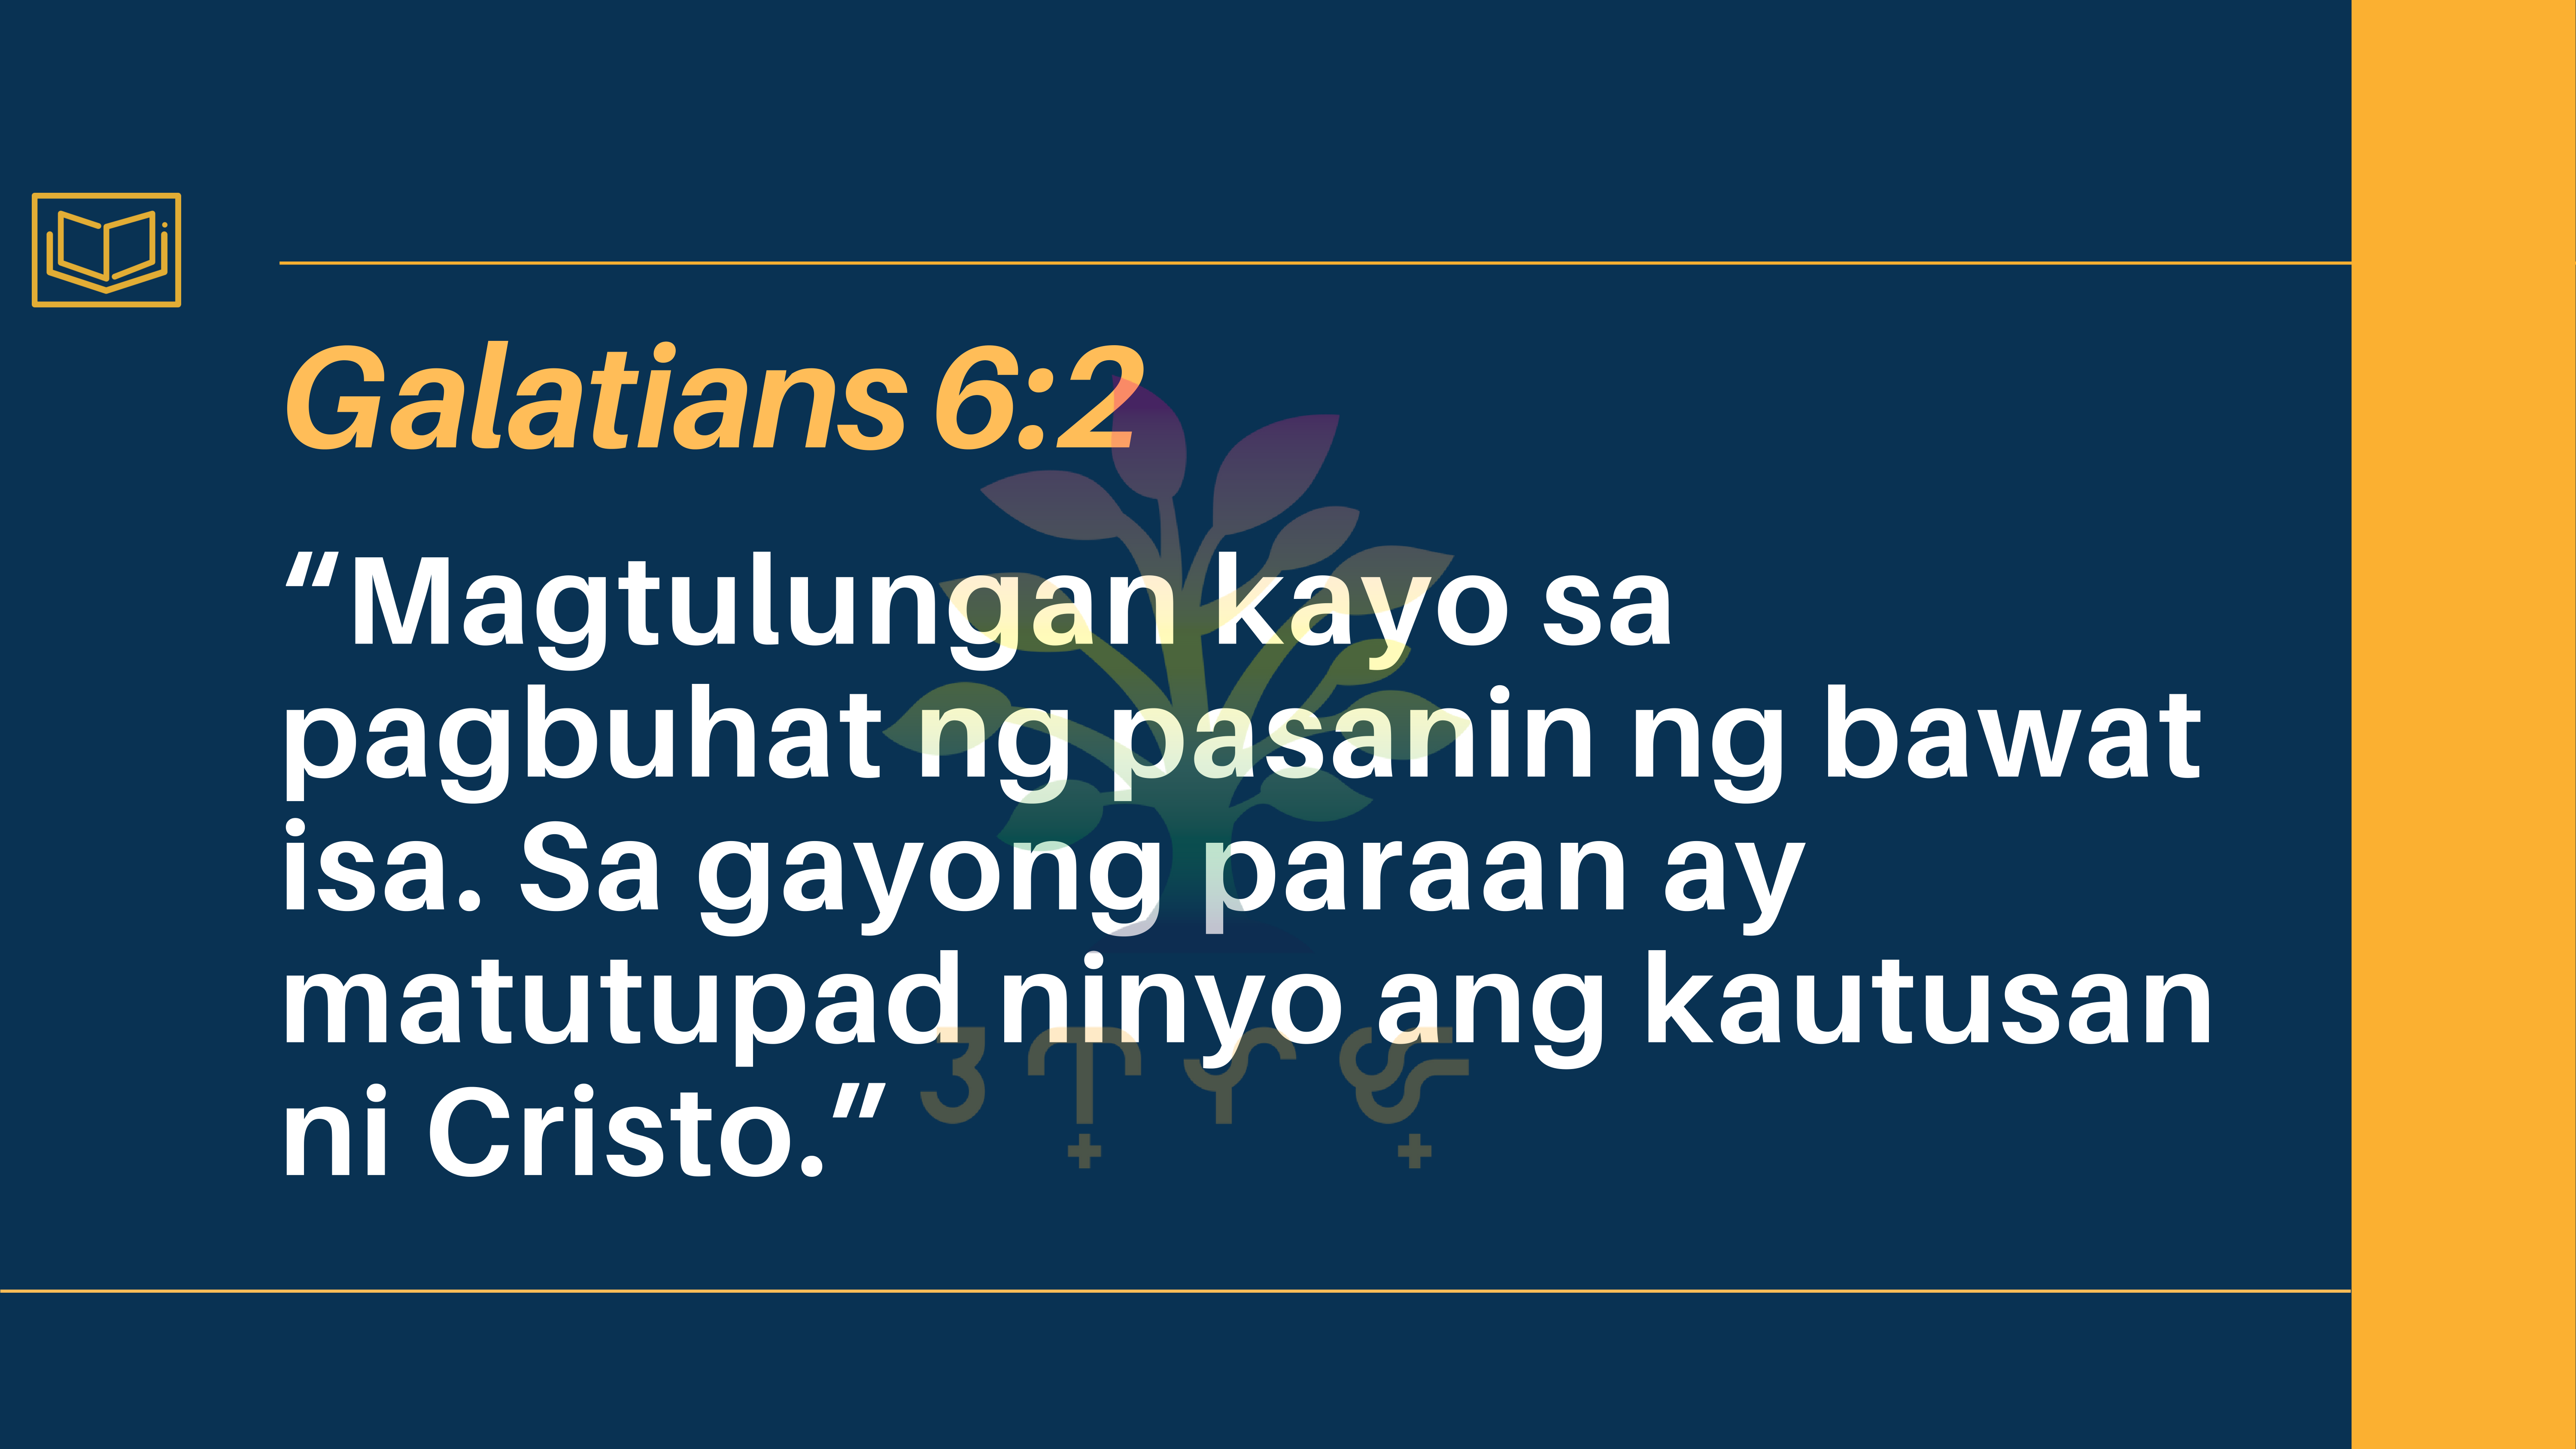 Galatians 6:2
“Magtulungan kayo sa
pagbuhat ng pasanin ng bawat
isa. Sa gayong paraan ay
matutupad ninyo ang kautusan
ni Cristo.”